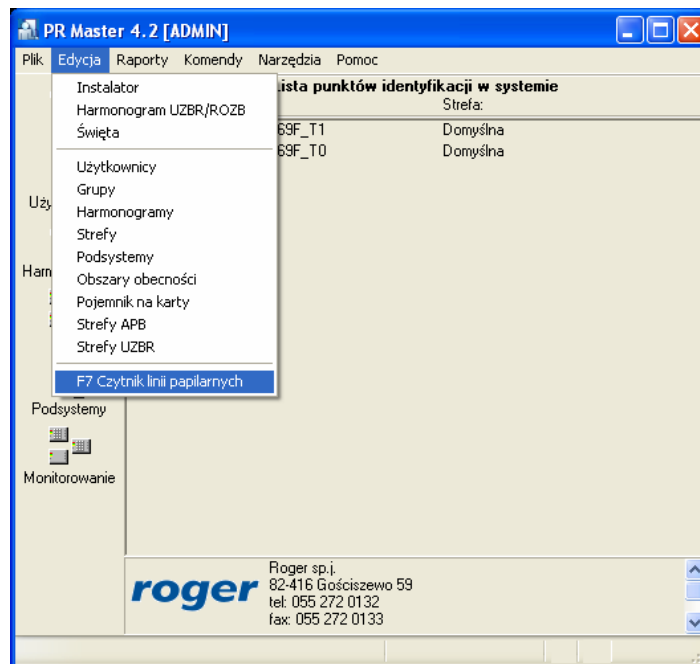 PR Master 4.2 [ADMIN]
Plik Edycja Raporty Komendy Narzędzia Pomoc
Instalator
Harmonogram UZBR/ROZB
Święta
Użytkownicy
Grupy
Harmonogramy
Strefy
Podsystemy
Obszary obecności
Pojemnik na karty
Strefy APB
Strefy UZBR
F7 Czytnik linii papilarnych
Lista punktów identyfikacji w systemie
Strefa:
69F_T1 Domyślna
69F_T0 Domyślna
Uży
Harm
Podsystemy
Monitorowanie
roger
Roger sp.j.
82-416 Gościszewo 59
tel: 055 272 0132
fax: 055 272 0133